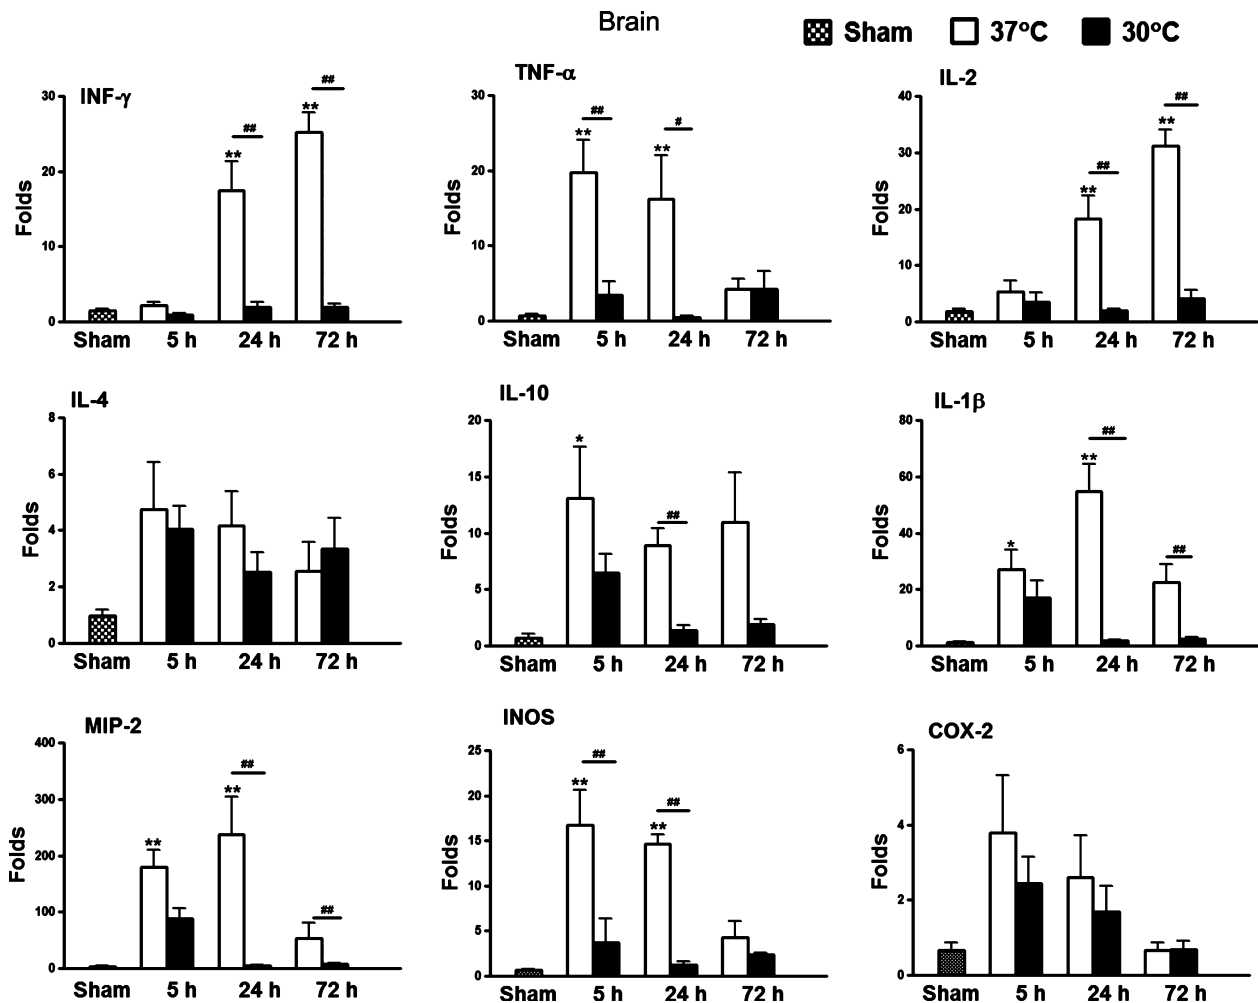 Brain
Sham 37°C 30°C
INF-γ
30
20
10
0
Folds
** ## ** ##
Sham 5 h 24 h 72 h
TNF-α
30
20
10
0
Folds
** ## ** #
Sham 5 h 24 h 72 h
IL-2
40
30
20
10
0
Folds
** ## ** ##
Sham 5 h 24 h 72 h
IL-4
8
6
4
2
0
Folds
Sham 5 h 24 h 72 h
IL-10
20
15
10
5
0
Folds
* ##
Sham 5 h 24 h 72 h
IL-1β
80
60
40
20
0
Folds
* ** ## ##
Sham 5 h 24 h 72 h
MIP-2
400
300
200
100
0
Folds
** ** ## ##
Sham 5 h 24 h 72 h
INOS
25
20
15
10
5
0
Folds
** ## ** ##
Sham 5 h 24 h 72 h
COX-2
6
4
2
0
Folds
Sham 5 h 24 h 72 h